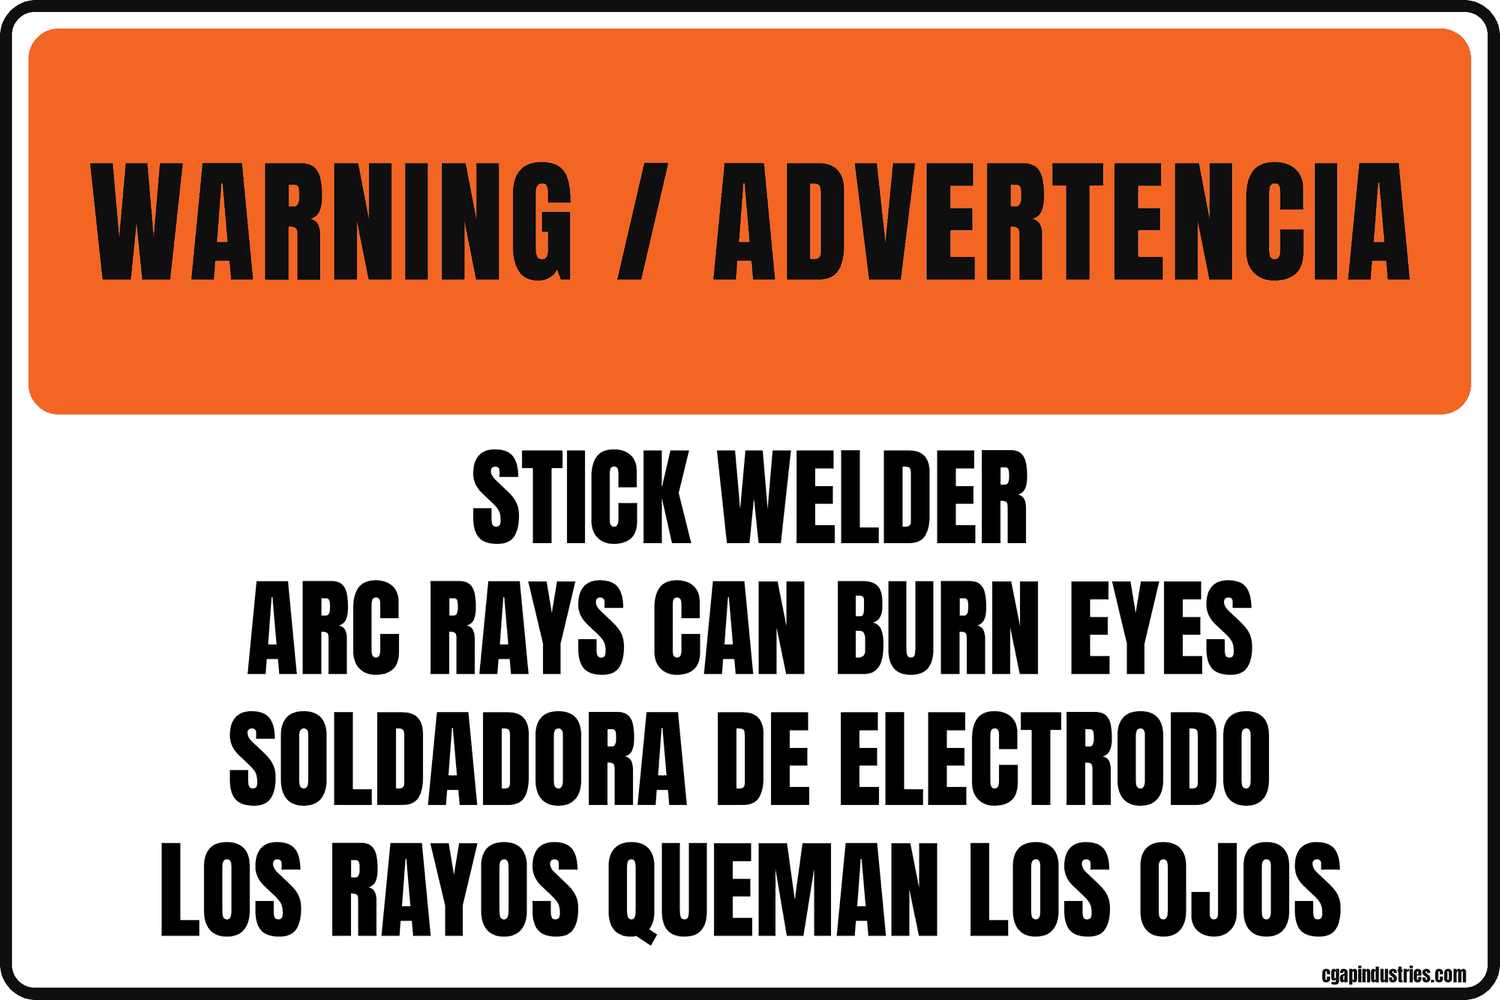 WARNING / ADVERTENCIA
STICK WELDER
ARC RAYS CAN BURN EYES
SOLDADORA DE ELECTRODO
LOS RAYOS QUEMAN LOS OJOS
cgapindustries.com